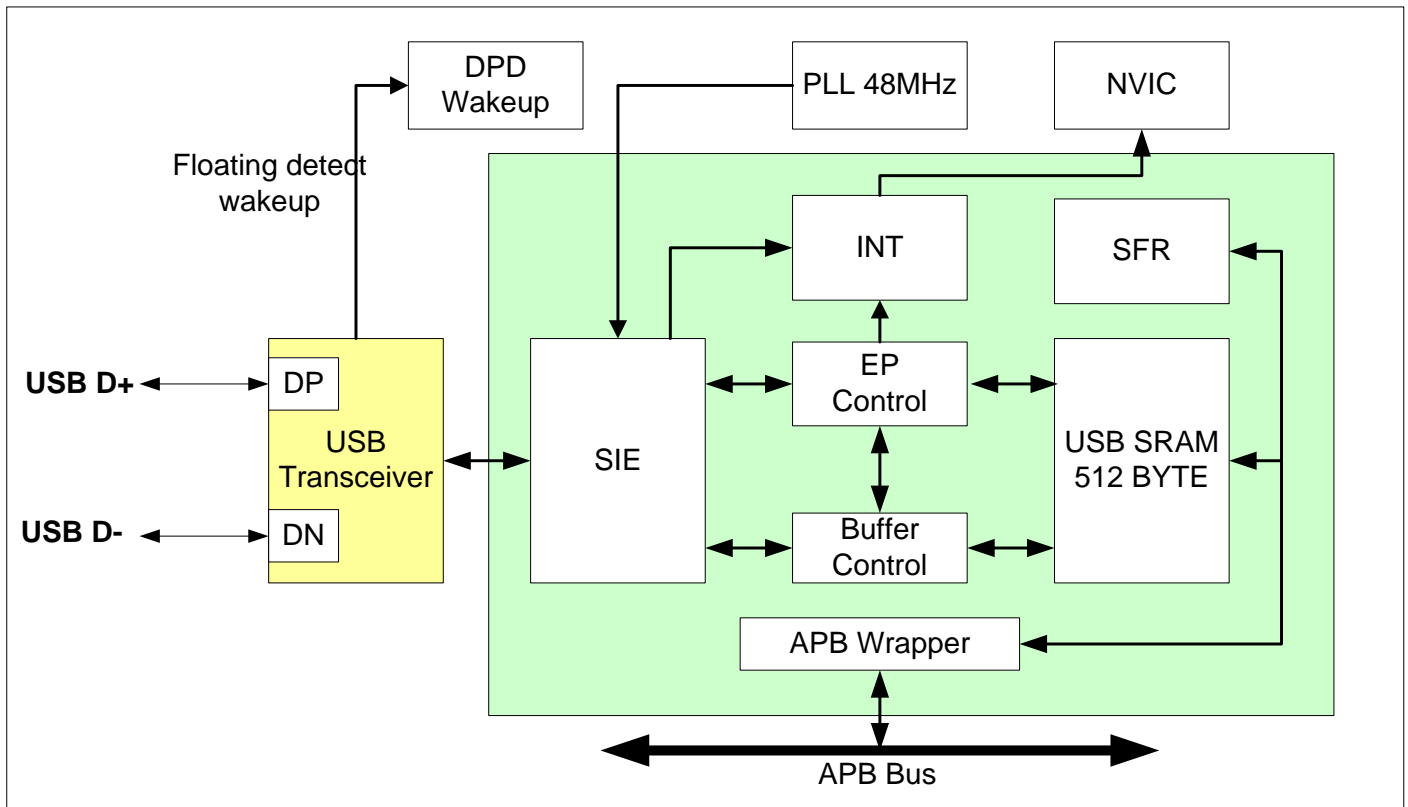 DPD
Wakeup
PLL 48MHz
NVIC
Floating detect
wakeup
INT
SFR
USB D+
DP
USB
Transceiver
SIE
EP
Control
USB SRAM
512 BYTE
USB D-
DN
Buffer
Control
APB Wrapper
APB Bus